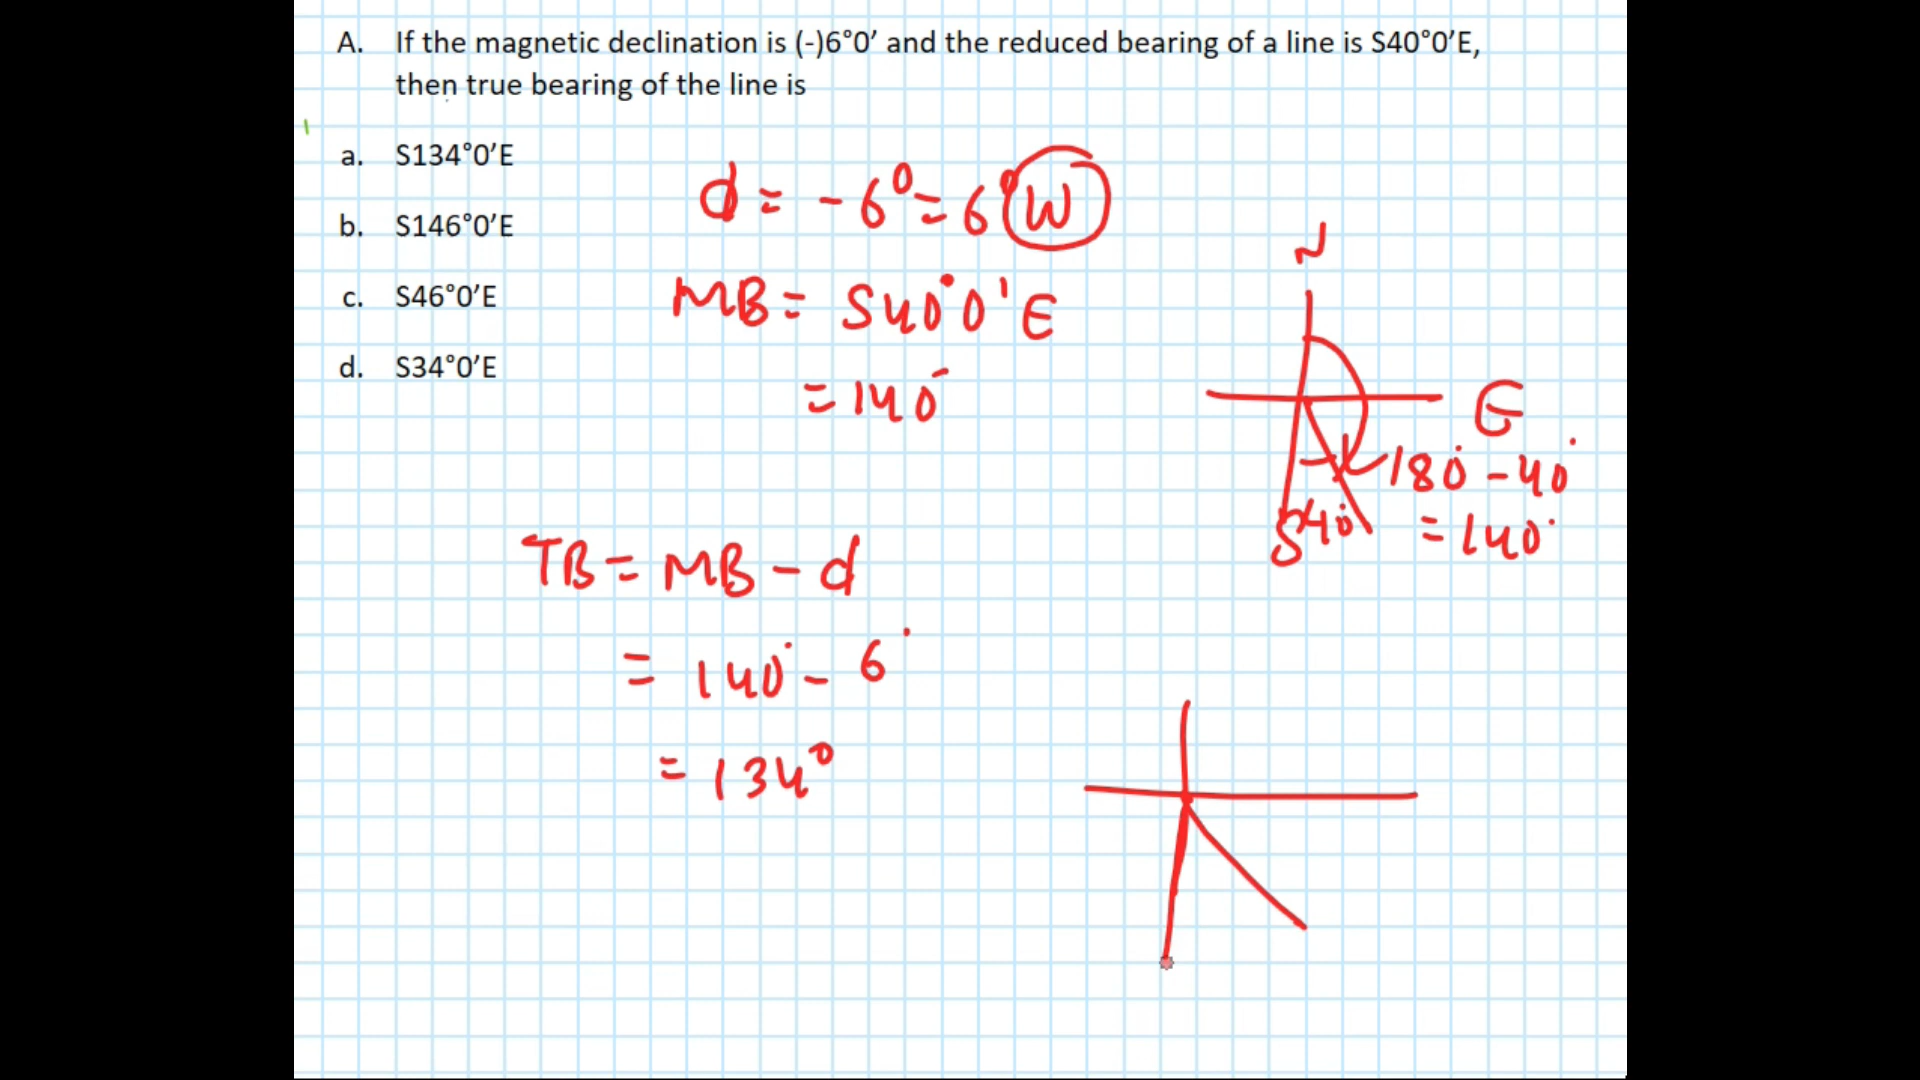 A. If the magnetic declination is (-)6°0’ and the reduced bearing of a line is S40°0’E,
then true bearing of the line is
a. S134°0’E
b. S146°0’E
c. S46°0’E
d. S34°0’E
d = -6° = 6°W
MB = S40°0'E
= 140°
N
E
S
40°
180° - 40°
= 140°
TB = MB - d
= 140° - 6°
= 134°